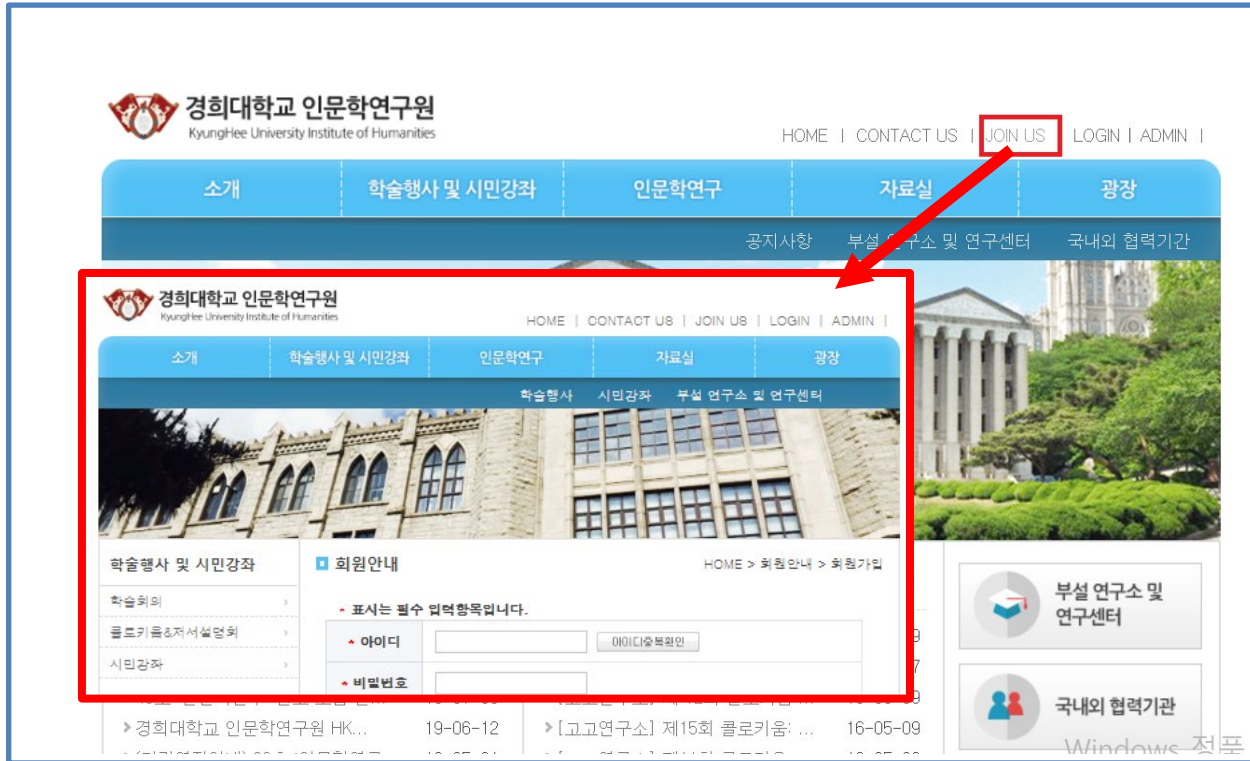 경희대학교 인문학연구원
KyungHee University Institute of Humanities
HOME | CONTACT US | JOIN US LOGIN | ADMIN |
소개 학술행사 및 시민강좌 인문학연구 자료실 광장
공지사항 부설 연구소 및 연구센터 국내외 협력기관
경희대학교 인문학연구원
KyungHee University Institute of Humanities
HOME | CONTACT US | JOIN US | LOGIN | ADMIN |
소개 학술행사 및 시민강좌 인문학연구 자료실 광장
학술행사 시민강좌 부설 연구소 및 연구센터
학술행사 및 시민강좌
학술회의
콜로키움&저서설명회
시민강좌
회원안내
HOME > 회원안내 > 회원가입
표시는 필수 입력항목입니다.
아이디 아이디중복확인
비밀번호
부설 연구소 및
연구센터
국내외 협력기관
경희대학교 인문학연구원 HK... 19-06-12
[고고연구소] 제15회 콜로키움: ... 16-05-09
Windows 정품